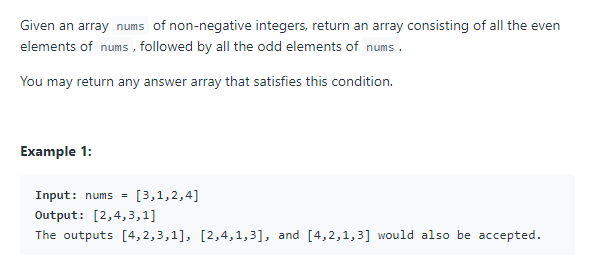 Given an array nums of non-negative integers, return an array consisting of all the even
elements of nums , followed by all the odd elements of nums .
You may return any answer array that satisfies this condition.
Example 1:
Input: nums = [3,1,2,4]
Output: [2,4,3,1]
The outputs [4,2,3,1], [2,4,1,3], and [4,2,1,3] would also be accepted.